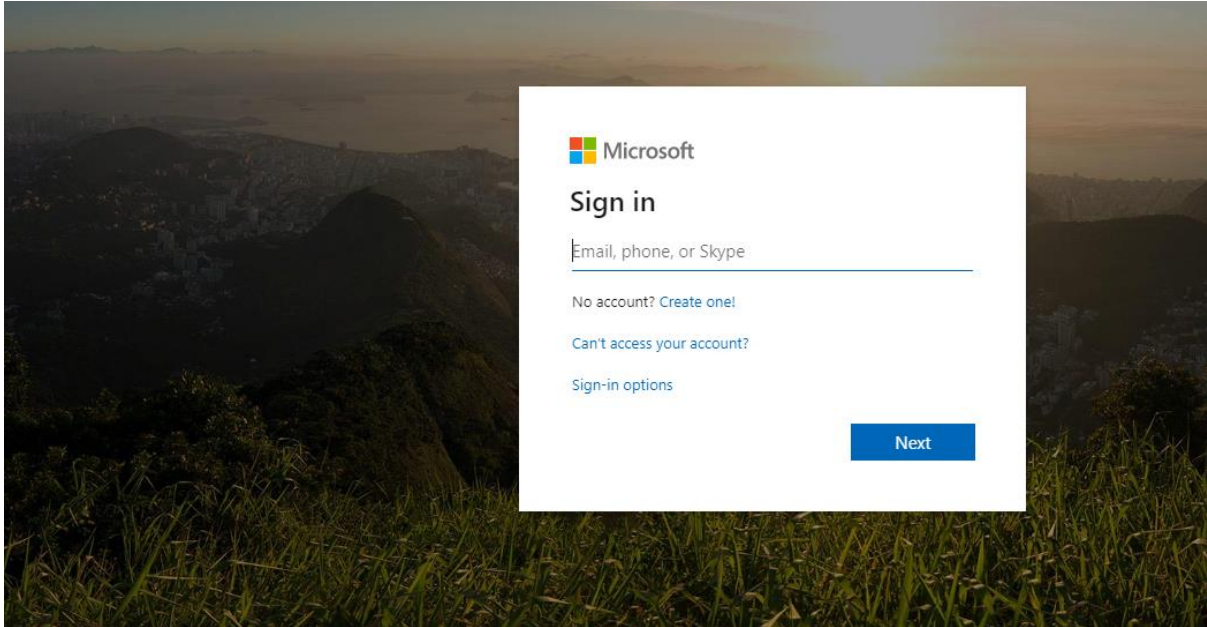 Microsoft
Sign in
Email, phone, or Skype
No account? Create one!
Can't access your account?
Sign-in options
Next